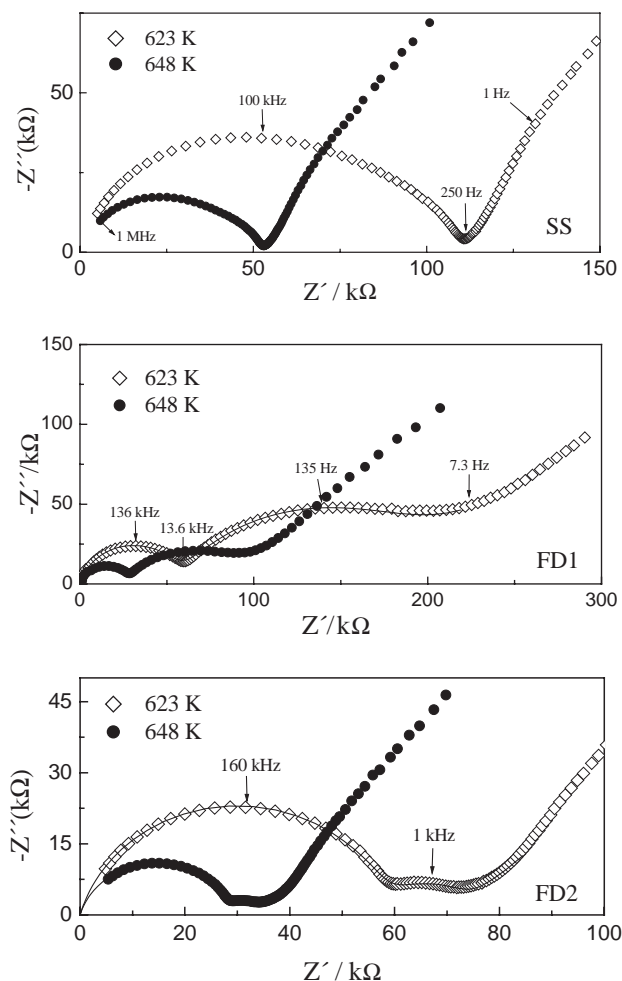 ◇ 623 K
● 648 K
100 kHz
1 Hz
250 Hz
1 MHz
SS
-Z´´(kΩ)
50
0
0 50 100 150
Z´ / kΩ
◇ 623 K
● 648 K
135 Hz
7.3 Hz
136 kHz
13.6 kHz
FD1
-Z´´/kΩ
150
100
50
0
0 100 200 300
Z´/kΩ
◇ 623 K
● 648 K
160 kHz
1 kHz
FD2
-Z´´(kΩ)
45
30
15
0
0 20 40 60 80 100
Z´ / kΩ